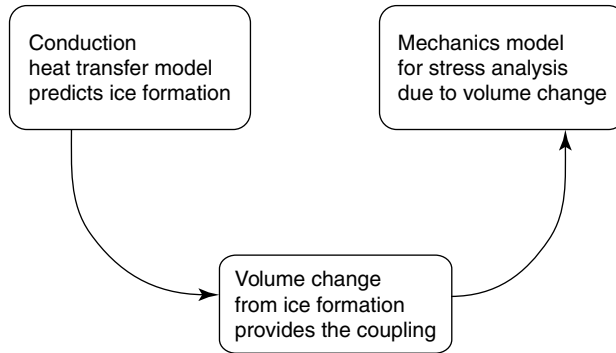 Conduction
heat transfer model
predicts ice formation
Mechanics model
for stress analysis
due to volume change
Volume change
from ice formation
provides the coupling